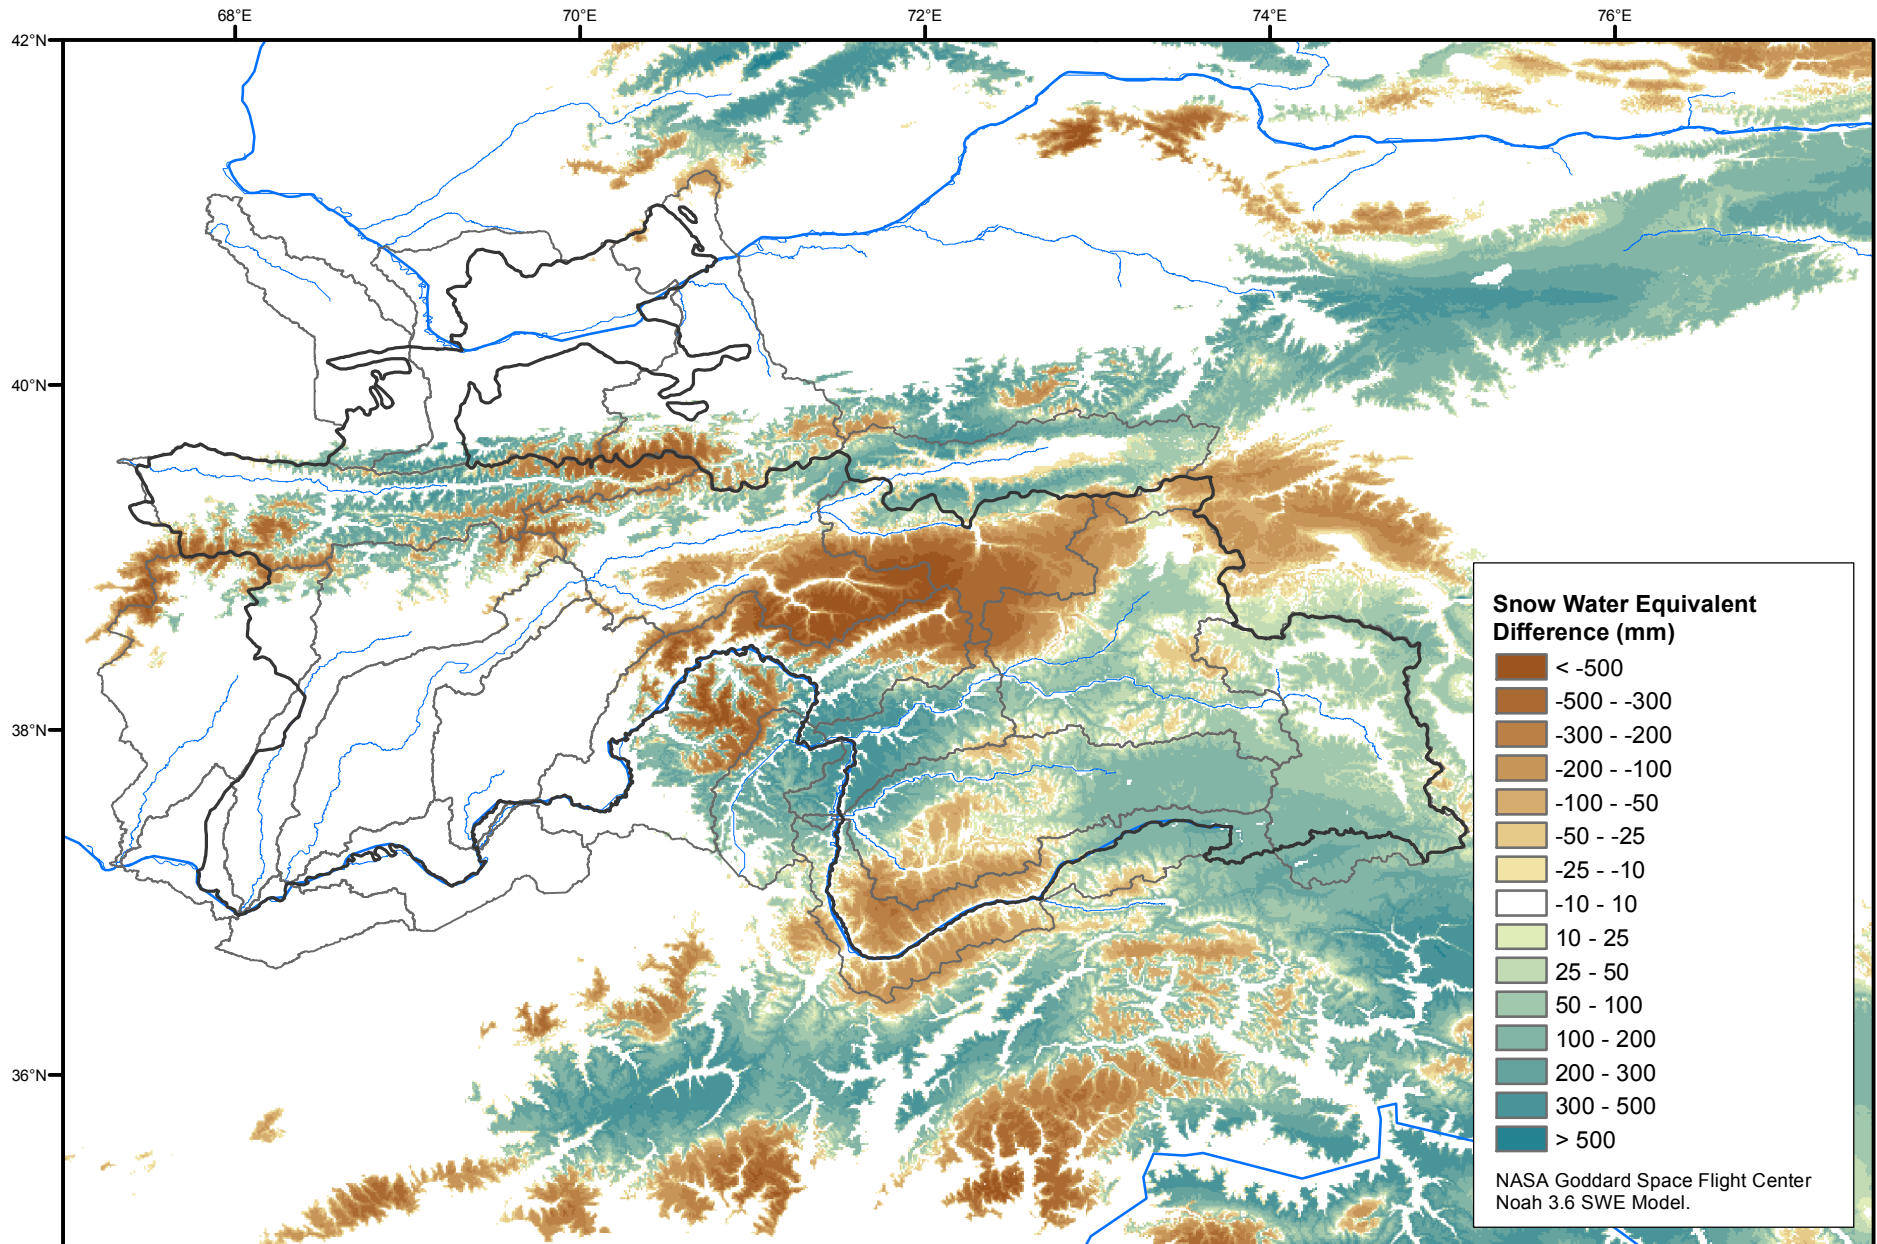 68°E
70°E
72°E
74°E
76°E
42°N
40°N
38°N
36°N
Snow Water Equivalent
Difference (mm)
< -500
-500 - -300
-300 - -200
-200 - -100
-100 - -50
-50 - -25
-25 - -10
-10 - 10
10 - 25
25 - 50
50 - 100
100 - 200
200 - 300
300 - 500
> 500
NASA Goddard Space Flight Center
Noah 3.6 SWE Model.